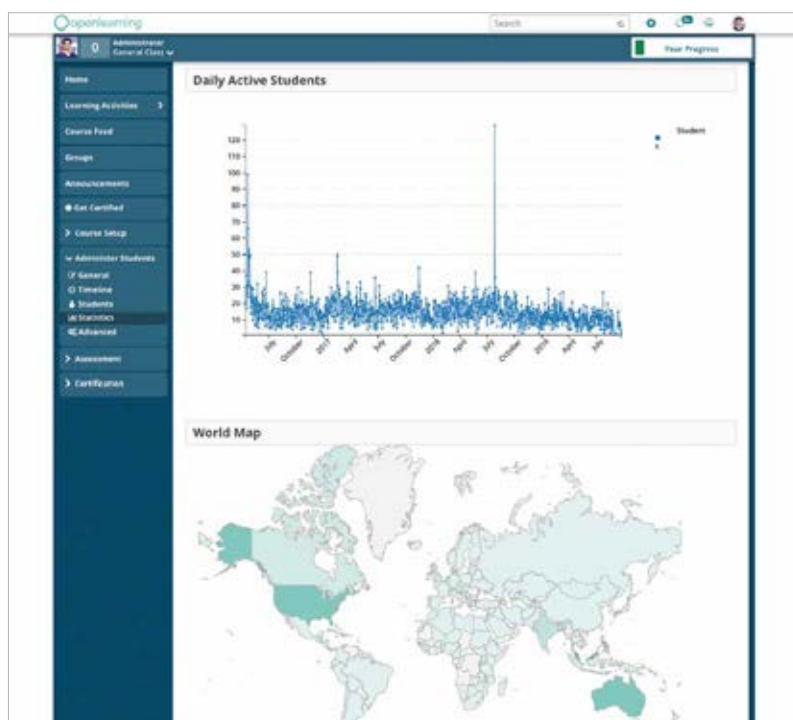 openlearning
Search
0
Administrator
General Class
Your Progress
Home
Learning Activities
Course Feed
Groups
Announcements
Get Certified
Course Setup
Administer Students
General
Timeline
Students
Statistics
Advanced
Assessment
Certification
Daily Active Students
Student
120
110
100
90
80
70
60
50
40
30
20
10
July
October
2017
April
July
October
2018
April
July
October
2019
April
July
World Map